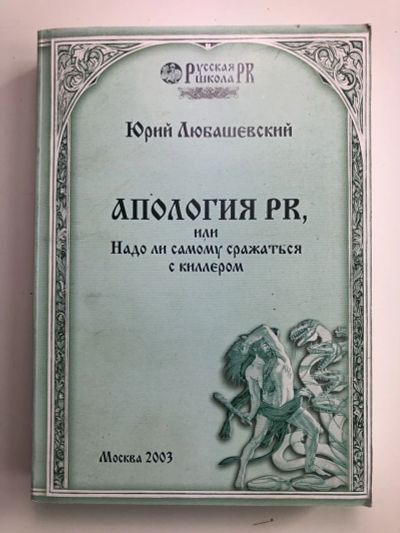 Русская
школа PR
Юрий Любашевский
АПОЛОГИЯ PR,
или
Надо ли самому сражаться
с киллером
Москва 2003